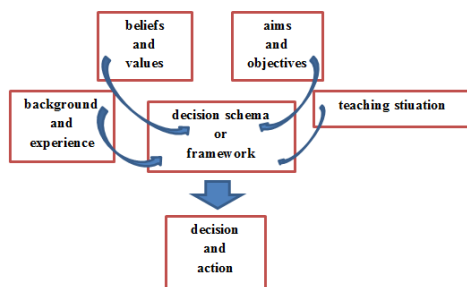 beliefs
and
values
aims
and
objectives
background
and
experience
decision schema
or
framework
teaching stiuation
decision
and
action